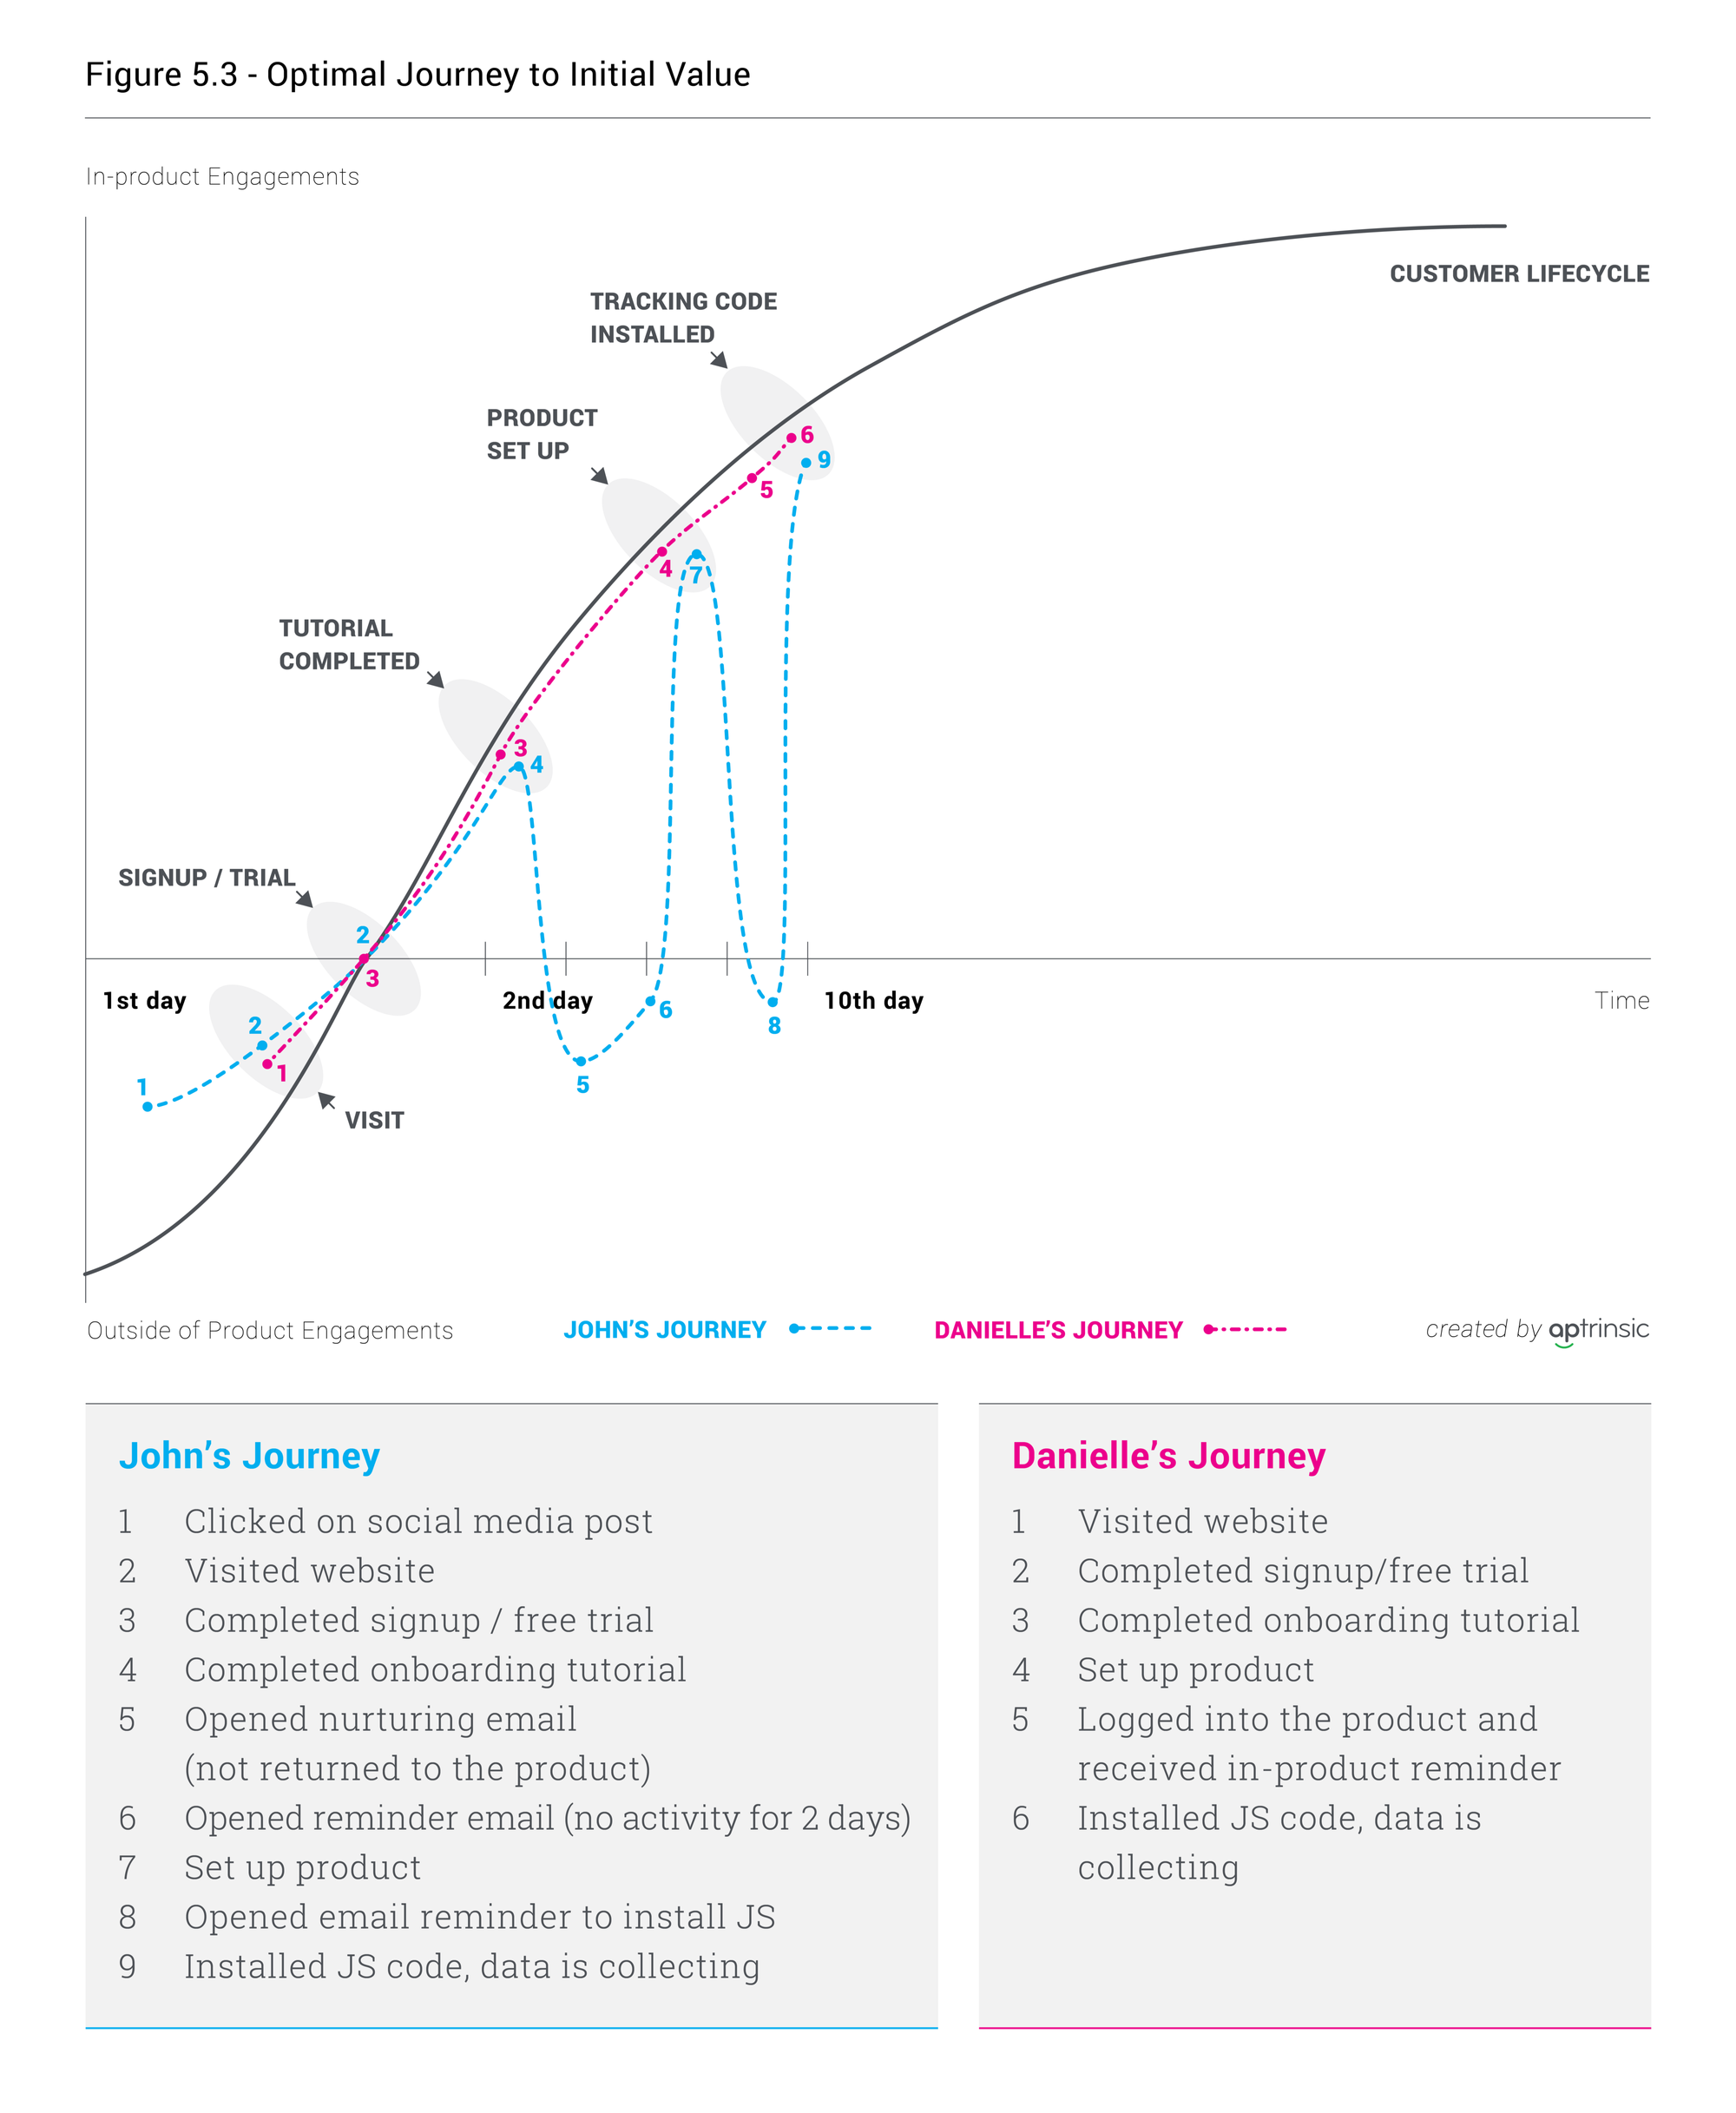 Figure 5.3 - Optimal Journey to Initial Value
In-product Engagements
CUSTOMER LIFECYCLE
TRACKING CODE
INSTALLED
6
9
5
PRODUCT
SET UP
4
7
TUTORIAL
COMPLETED
3
4
SIGNUP / TRIAL
2
3
1st day
2nd day
10th day
Time
6
8
5
2
1
1
VISIT
Outside of Product Engagements
JOHN'S JOURNEY
DANIELLE'S JOURNEY
created by aptrinsic
John's Journey
1 Clicked on social media post
2 Visited website
3 Completed signup / free trial
4 Completed onboarding tutorial
5 Opened nurturing email
(not returned to the product)
6 Opened reminder email (no activity for 2 days)
7 Set up product
8 Opened email reminder to install JS
9 Installed JS code, data is collecting
Danielle's Journey
1 Visited website
2 Completed signup/free trial
3 Completed onboarding tutorial
4 Set up product
5 Logged into the product and
received in-product reminder
6 Installed JS code, data is
collecting